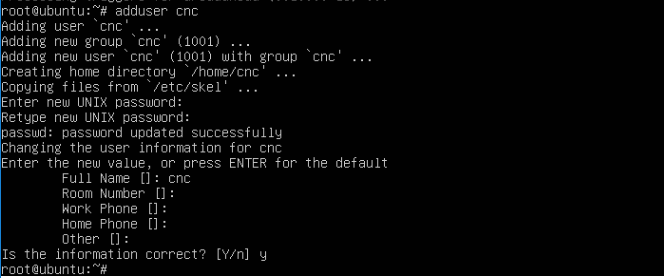 root@ubuntu:~# adduser cnc
Adding user `cnc' ...
Adding new group `cnc' (1001) ...
Adding new user `cnc' (1001) with group `cnc' ...
Creating home directory `/home/cnc' ...
Copying files from `/etc/skel' ...
Enter new UNIX password:
Retype new UNIX password:
passwd: password updated successfully
Changing the user information for cnc
Enter the new value, or press ENTER for the default
Full Name []: cnc
Room Number []:
Work Phone []:
Home Phone []:
Other []:
Is the information correct? [Y/n] y
root@ubuntu:~#